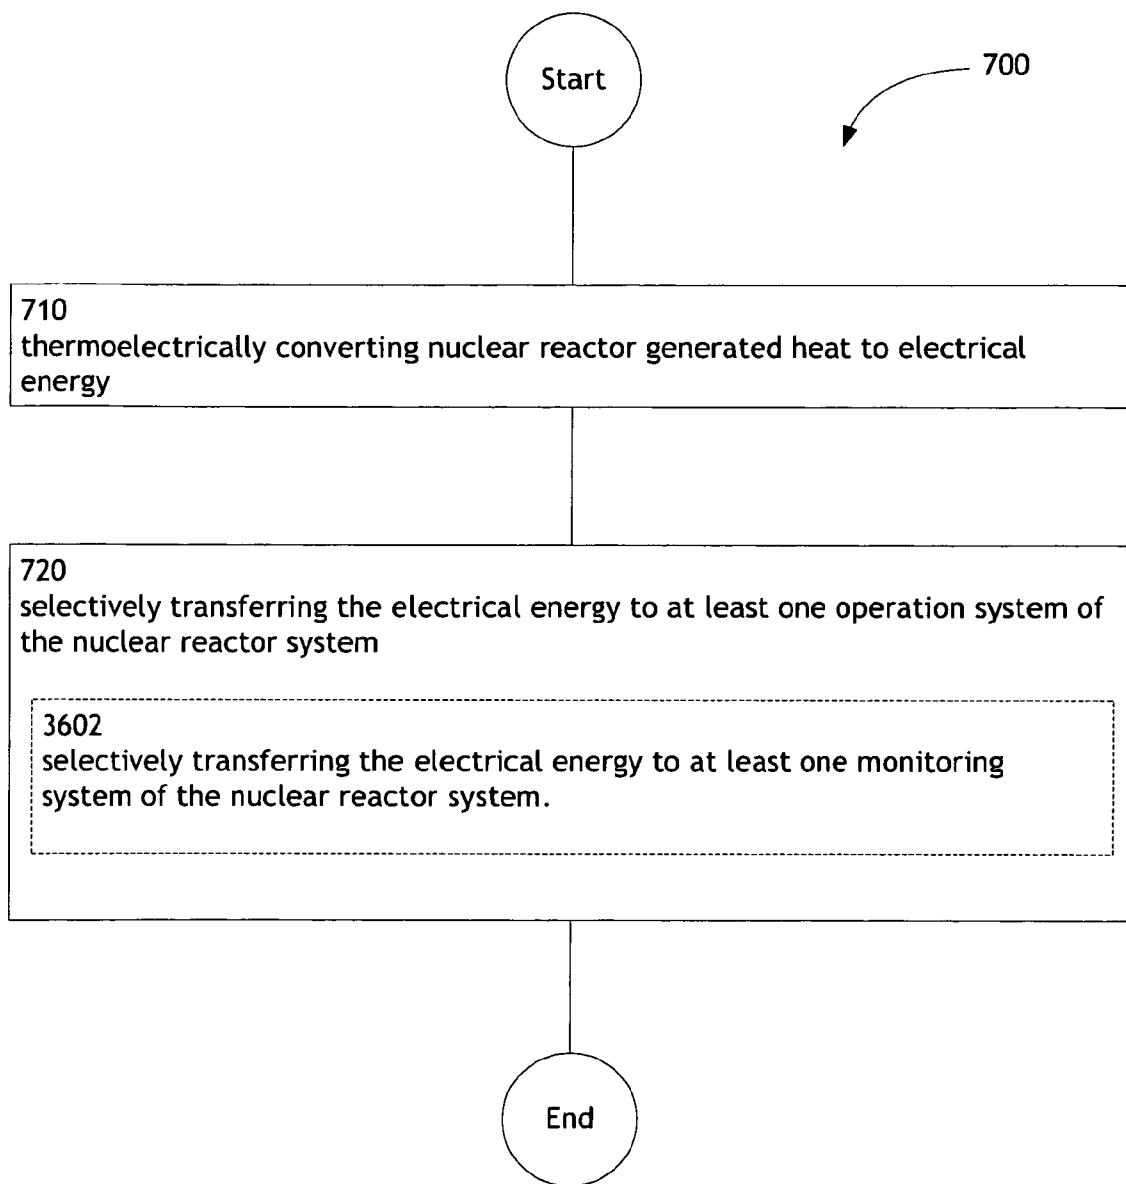 Start
700
710
thermoelectrically converting nuclear reactor generated heat to electrical
energy
720
selectively transferring the electrical energy to at least one operation system of
the nuclear reactor system
3602
selectively transferring the electrical energy to at least one monitoring
system of the nuclear reactor system.
End